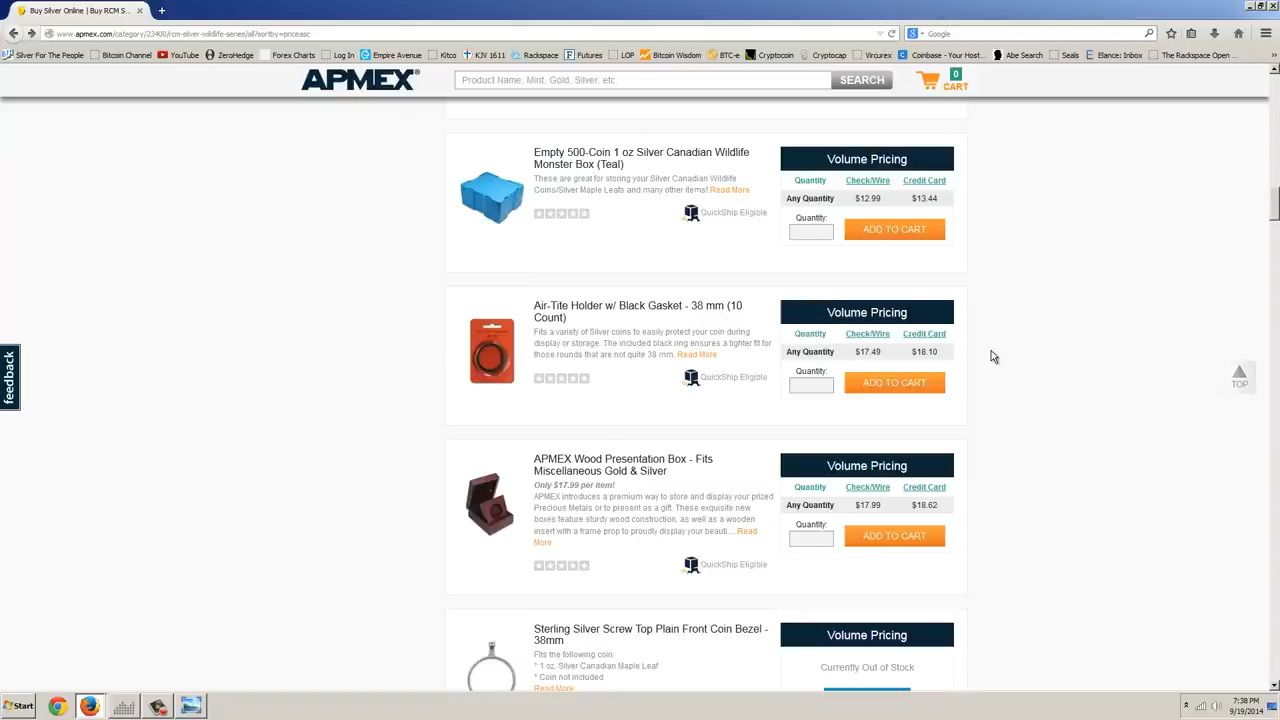 Buy Silver Online | Buy RCM S...
www.apmex.com/category/23400/rcm-silver-wildlife-series/all?sortby=priceasc
Google
Silver For The People
Bitcoin Channel
YouTube
ZeroHedge
Forex Charts
Log In
Empire Avenue
Kitco
KJV 1611
Rackspace
Futures
LOP
Bitcoin Wisdom
BTC-e
Cryptocoin
Cryptocap
Vircurex
Coinbase - Your Host...
Abe Search
Seals
Elance: Inbox
The Rackspace Open ...
APMEX®
Product Name, Mint, Gold, Silver, etc.
SEARCH
0
CART
Empty 500-Coin 1 oz Silver Canadian Wildlife
Monster Box (Teal)
These are great for storing your Silver Canadian Wildlife
Coins/Silver Maple Leafs and many other items! Read More
QuickShip Eligible
Volume Pricing
Quantity Check/Wire Credit Card
Any Quantity $12.99 $13.44
Quantity:
ADD TO CART
Air-Tite Holder w/ Black Gasket - 38 mm (10
Count)
Fits a variety of Silver coins to easily protect your coin during
display or storage. The included black ring ensures a tighter fit for
those rounds that are not quite 38 mm. Read More
QuickShip Eligible
Volume Pricing
Quantity Check/Wire Credit Card
Any Quantity $17.49 $18.10
Quantity:
ADD TO CART
feedback
TOP
APMEX Wood Presentation Box - Fits
Miscellaneous Gold & Silver
Only $17.99 per item!
APMEX introduces a premium way to store and display your prized
Precious Metals or to present as a gift. These exquisite new
boxes feature sturdy wood construction, as well as a wooden
insert with a frame prop to proudly display your beauti.... Read
More
QuickShip Eligible
Volume Pricing
Quantity Check/Wire Credit Card
Any Quantity $17.99 $18.62
Quantity:
ADD TO CART
Sterling Silver Screw Top Plain Front Coin Bezel -
38mm
Fits the following coin:
* 1 oz. Silver Canadian Maple Leaf
* Coin not included
Read More
Volume Pricing
Currently Out of Stock
Start
7:38 PM
9/19/2014